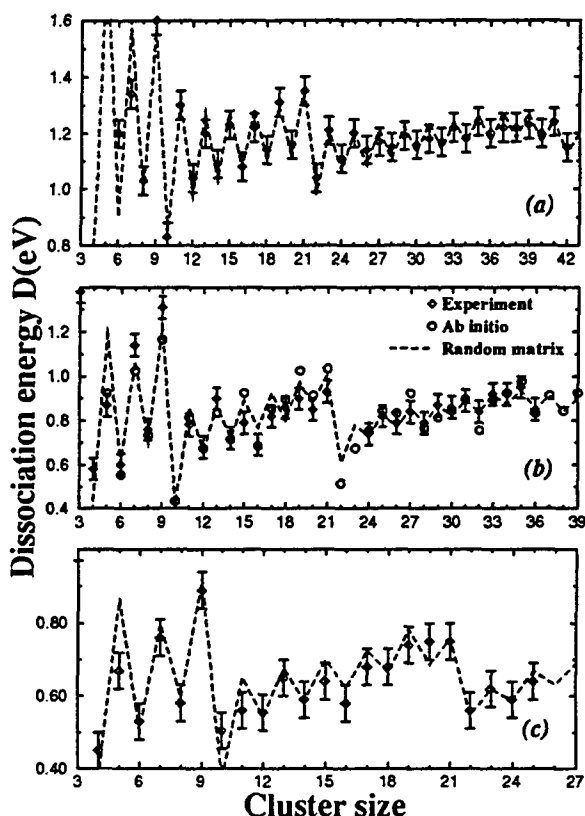 Dissociation energy D(eV)
1.6
1.4
1.2
1.0
0.8
3 6 9 12 15 18 21 24 27 30 33 36 39 42
(a)
1.2
1.0
0.8
0.6
0.4
3 6 9 12 15 18 21 24 27 30 33 36 39
Experiment
Ab initio
Random matrix
(b)
0.80
0.60
0.40
3 6 9 12 15 18 21 24 27
(c)
Cluster size